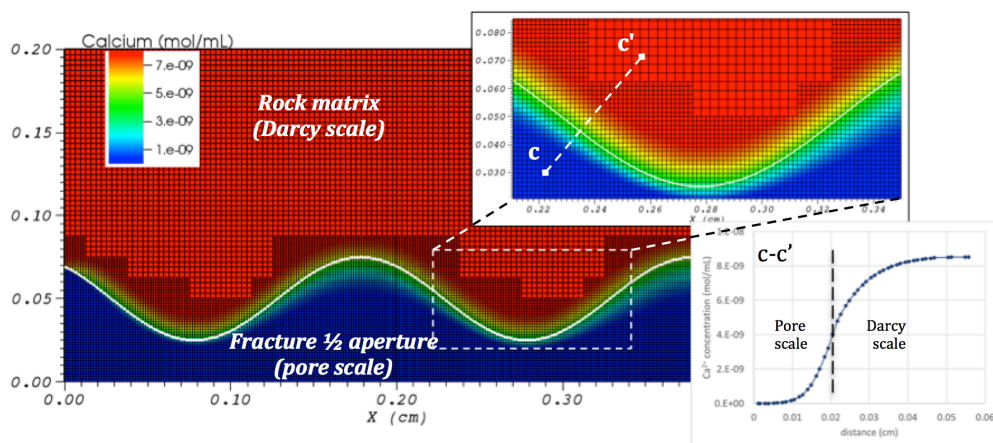 Calcium (mol/mL)
7.e-09
5.e-09
3.e-09
1.e-09
0.20
0.15
0.10
0.05
0.00
Rock matrix
(Darcy scale)
Fracture ½ aperture
(pore scale)
0.00
0.10
0.20
0.30
X (cm)
0.080
0.070
0.060
0.050
0.040
0.030
C'
C
0.22
0.24
0.26
0.28
0.30
0.32
0.34
X (cm)
C-C'
Ca²⁺ concentration (mol/mL)
8.E-09
6.E-09
4.E-09
2.E-09
0.E+00
Pore
scale
Darcy
scale
0
0.01
0.02
0.03
0.04
0.05
0.06
distance (cm)